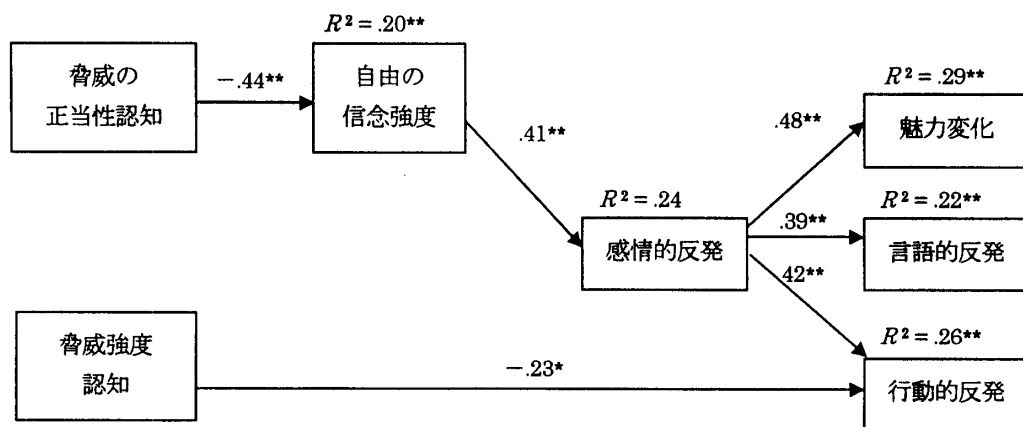 R² = .20**
脅威の
正当性認知
−.44**
自由の
信念強度
.41**
R² = .24
感情的反発
.48**
R² = .29**
魅力変化
.39**
R² = .22**
言語的反発
.42**
R² = .26**
行動的反発
脅威強度
認知
−.23*